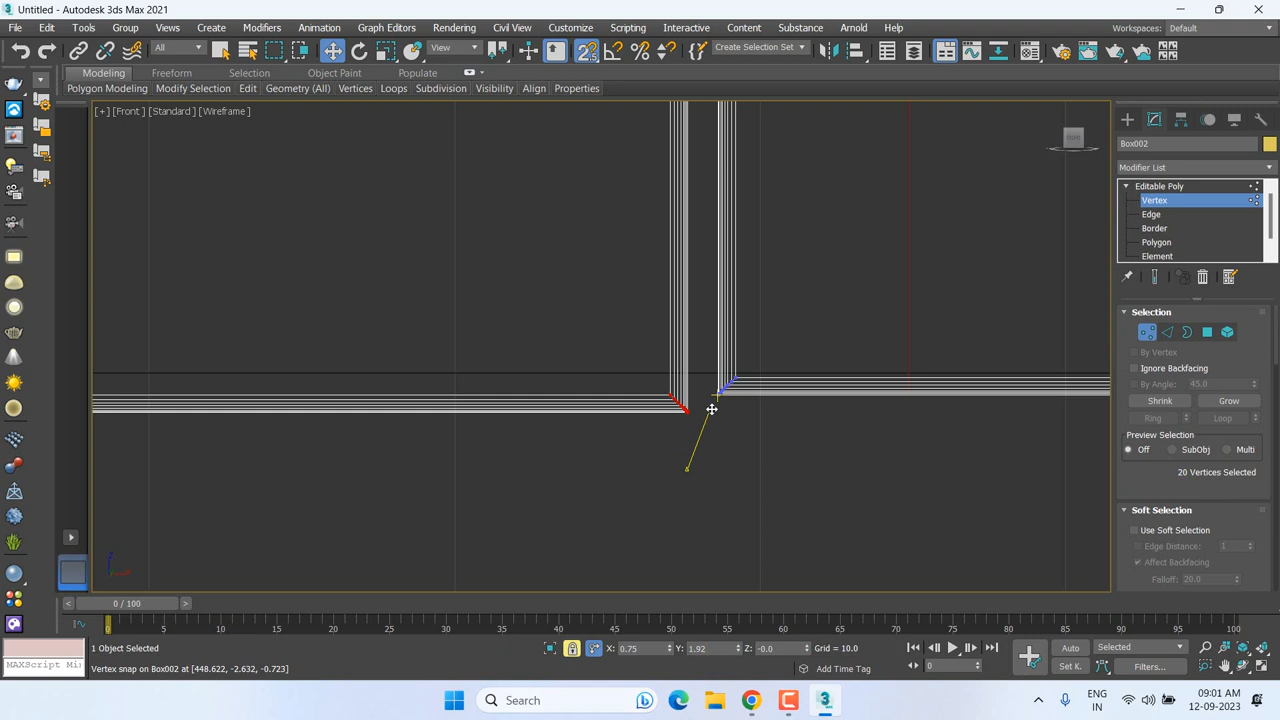 Untitled - Autodesk 3ds Max 2021
File Edit Tools Group Views Create Modifiers Animation Graph Editors Rendering Civil View Customize Scripting Interactive Content Substance Arnold Help
Workspaces: Default
All View Create Selection Set
Modeling Freeform Selection Object Paint Populate
Polygon Modeling Modify Selection Edit Geometry (All) Vertices Loops Subdivision Visibility Align Properties
[+] [Front ] [Standard ] [Wireframe ]
Box002
Modifier List
Editable Poly
Vertex
Edge
Border
Polygon
Element
Selection
By Vertex
Ignore Backfacing
By Angle: 45.0
Shrink Grow
Ring Loop
Preview Selection
Off SubObj Multi
20 Vertices Selected
Soft Selection
Use Soft Selection
Edge Distance: 1
Affect Backfacing
Falloff: 20.0
0 / 100
0 5 10 15 20 25 30 35 40 45 50 55 60 65 70 75 80 85 90 95 100
1 Object Selected
X: 0.75 Y: 1.92 Z: -0.0 Grid = 10.0
Auto Selected
MAXScript Mi
Vertex snap on Box002 at [448.622, -2.632, -0.723]
Add Time Tag
0
Set K. Filters...
Search
ENG
IN
09:01 AM
12-09-2023